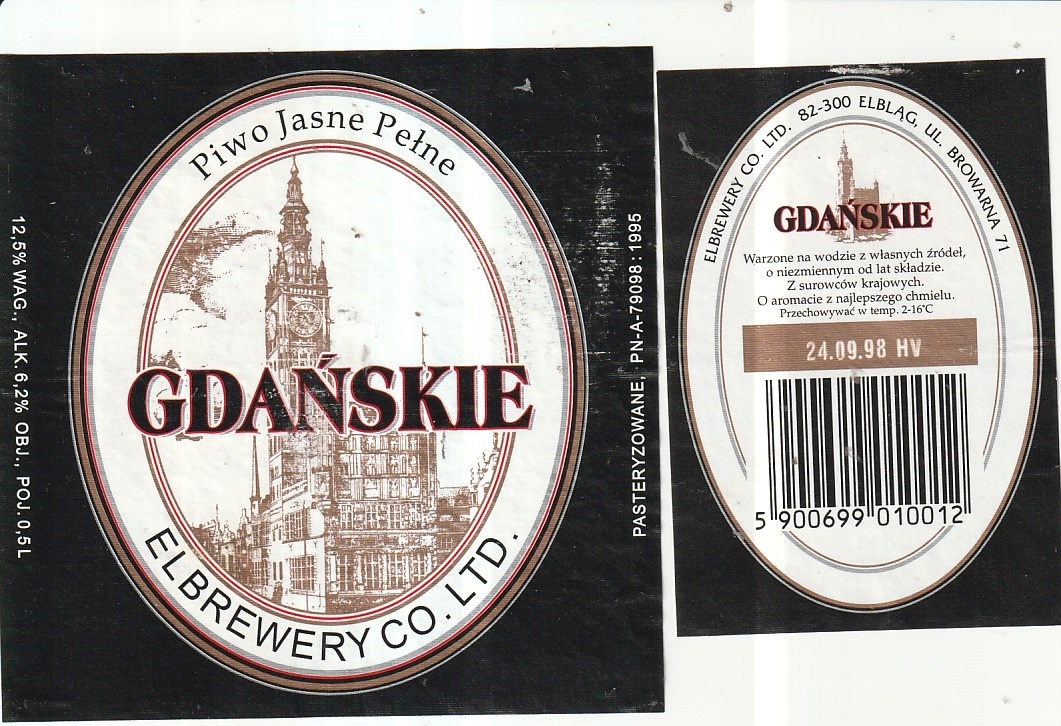 Piwo Jasne Pełne
GDAŃSKIE
ELBREWERY CO. LTD.
12,5% WAG., ALK. 6,2% OBJ., POJ. 0,5 L
PASTERYZOWANE, PN-A-79098 : 1995
ELBREWERY CO. LTD. 82-300 ELBLĄG, UL. BROWARNA 71
GDAŃSKIE
Warzone na wodzie z własnych źródeł,
o niezmiennym od lat składzie.
Z surowców krajowych.
O aromacie z najlepszego chmielu.
Przechowywać w temp. 2-16°C
24.09.98 HV
5 900699 010012